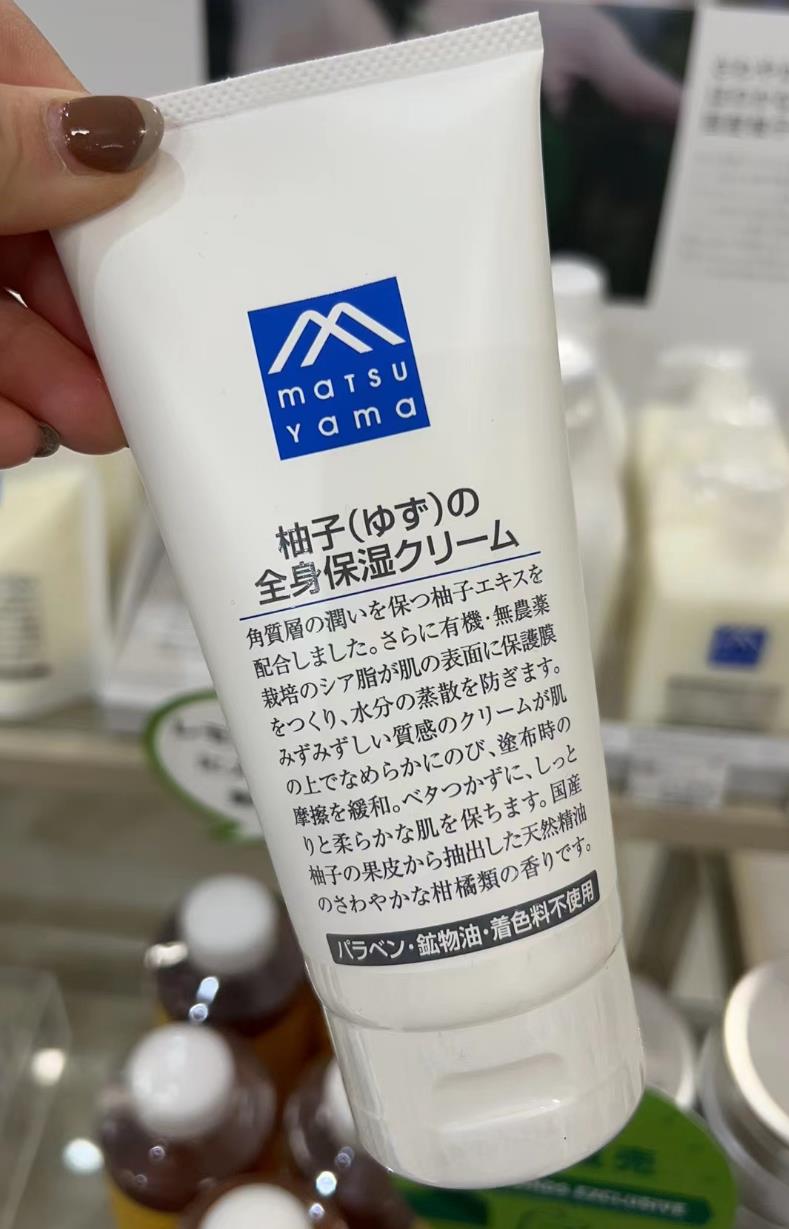 matsu
yama
柚子(ゆず)の
全身保湿クリーム
角質層の潤いを保つ柚子エキスを
配合しました。さらに有機・無農薬
栽培のシア脂が肌の表面に保護膜
をつくり、水分の蒸散を防ぎます。
みずみずしい質感のクリームが肌
の上でなめらかにのび、塗布時の
摩擦を緩和。ベタつかずに、しっと
りと柔らかな肌を保ちます。国産
柚子の果皮から抽出した天然精油
のさわやかな柑橘類の香りです。
パラベン・鉱物油・着色料不使用
売
EXCLUSIVE